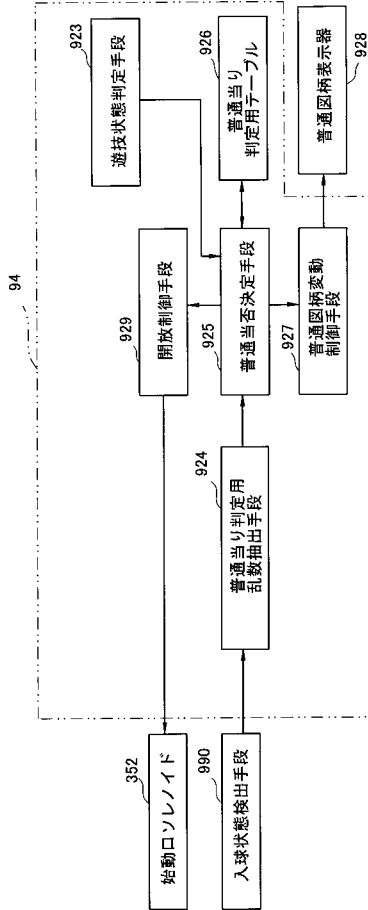 94
923
遊技状態判定手段
926
普通当り
判定用テーブル
928
普通図柄表示器
929
開放制御手段
925
普通当否決定手段
927
普通図柄変動
制御手段
924
普通当り判定用
乱数抽出手段
352
始動口ソレノイド
990
入球状態検出手段